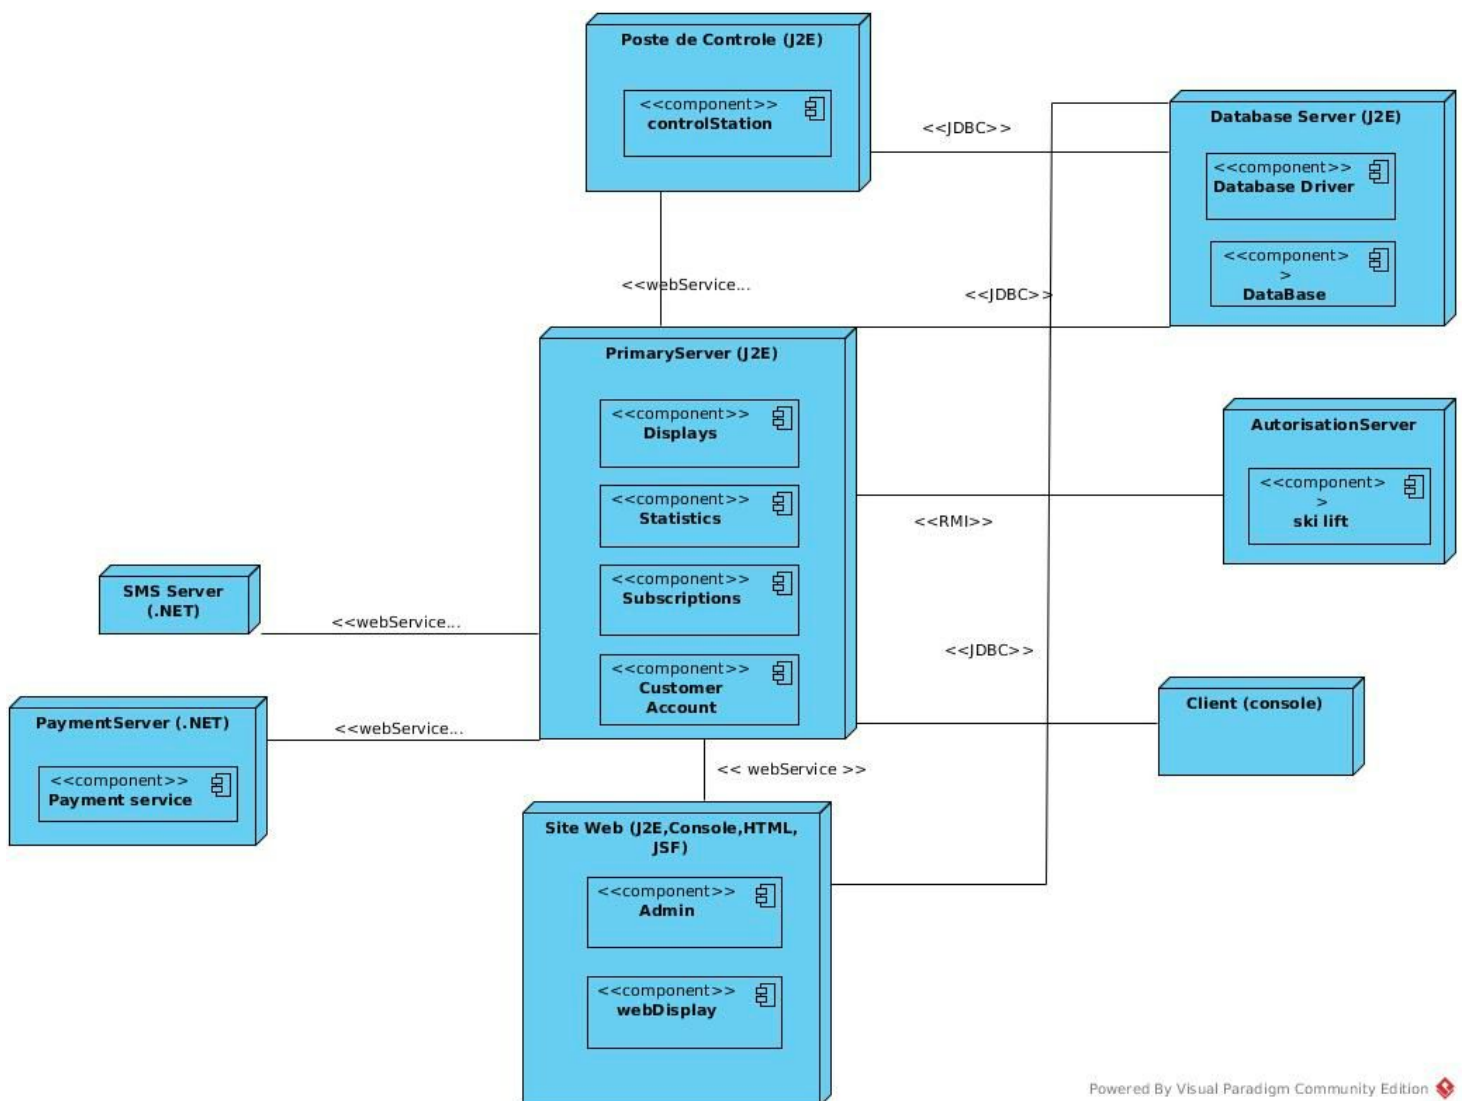 Poste de Controle (J2E)
<<component>>
controlStation
<<JDBC>>
Database Server (J2E)
<<component>>
Database Driver
<<component>
>
DataBase
<<webService...
<<JDBC>>
PrimaryServer (J2E)
<<component>>
Displays
<<component>>
Statistics
<<component>>
Subscriptions
<<component>>
Customer
Account
AutorisationServer
<<component>
>
ski lift
<<RMI>>
SMS Server
(.NET)
<<webService...
<<JDBC>>
Client (console)
PaymentServer (.NET)
<<component>>
Payment service
<<webService...
<< webService >>
Site Web (J2E,Console,HTML,
JSF)
<<component>>
Admin
<<component>>
webDisplay
Powered By Visual Paradigm Community Edition